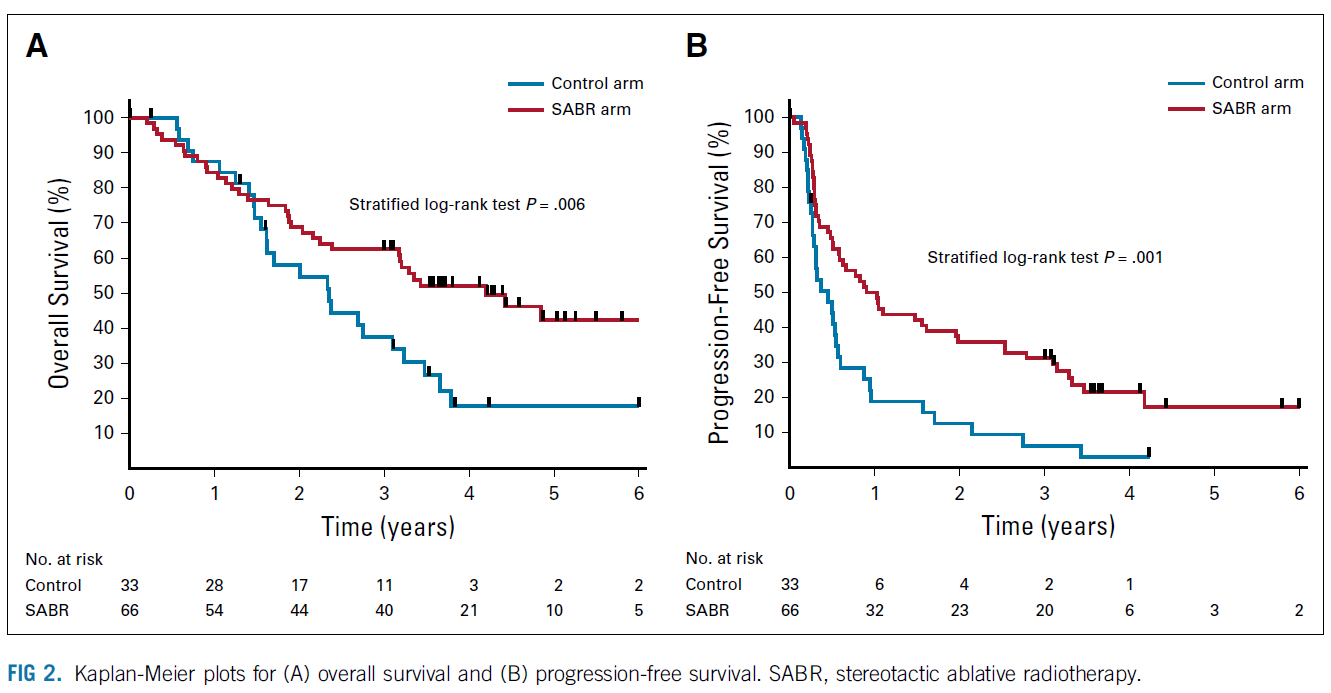 A
Control arm
SABR arm
Overall Survival (%)
100
90
80
70
60
50
40
30
20
10
Stratified log-rank test P = .006
0 1 2 3 4 5 6
Time (years)
No. at risk
Control 33 28 17 11 3 2 2
SABR 66 54 44 40 21 10 5
B
Control arm
SABR arm
Progression-Free Survival (%)
100
90
80
70
60
50
40
30
20
10
Stratified log-rank test P = .001
0 1 2 3 4 5 6
Time (years)
No. at risk
Control 33 6 4 2 1
SABR 66 32 23 20 6 3 2
FIG 2. Kaplan-Meier plots for (A) overall survival and (B) progression-free survival. SABR, stereotactic ablative radiotherapy.